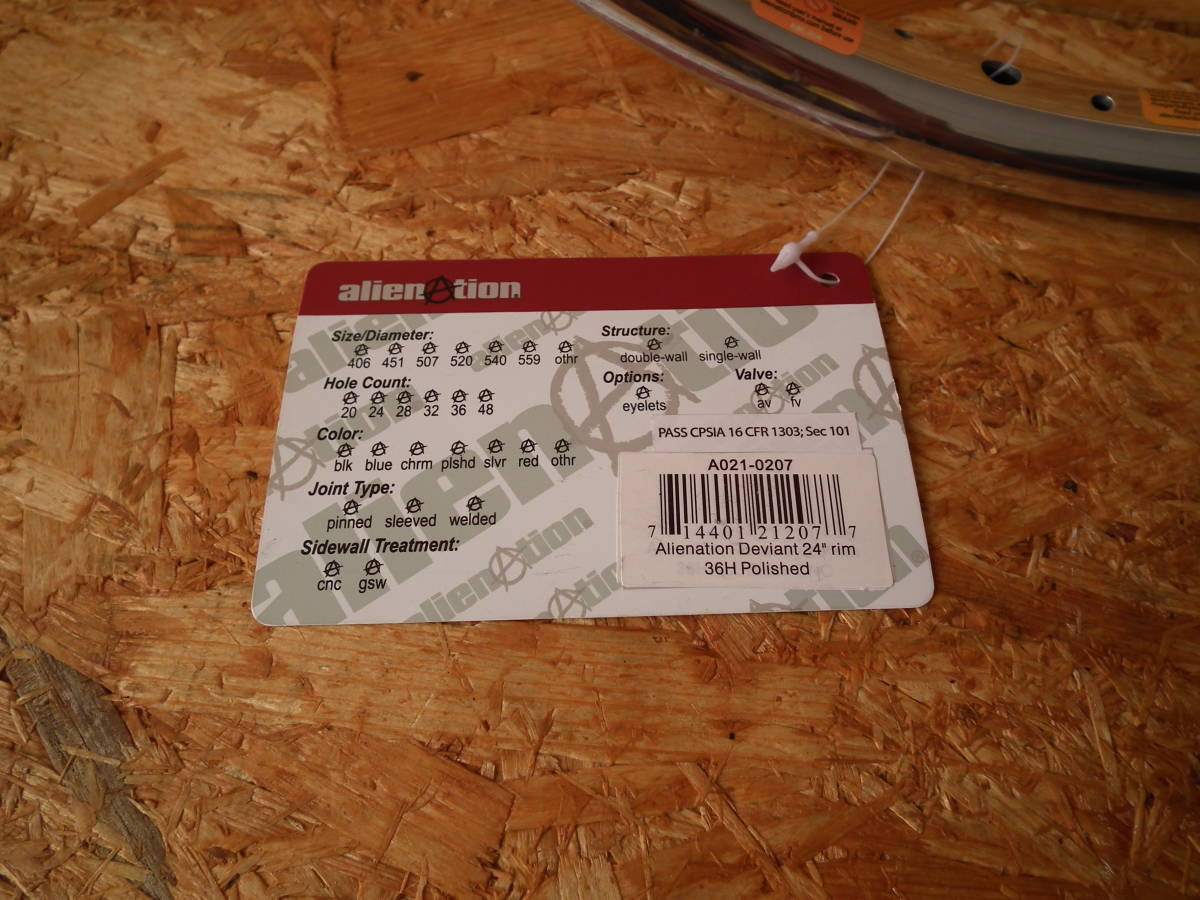 alienAtion
Size/Diameter:
406 451 507 520 540 559 othr
Hole Count:
20 24 28 32 36 48
Color:
blk blue chrm plshd slvr red othr
Joint Type:
pinned sleeved welded
Sidewall Treatment:
cnc gsw
Structure:
double-wall single-wall
Options:
eyelets
Valve:
av fv
PASS CPSIA 16 CFR 1303; Sec 101
A021-0207
7 14401 21207 7
Alienation Deviant 24" rim
36H Polished
alienAtion
alienAtion